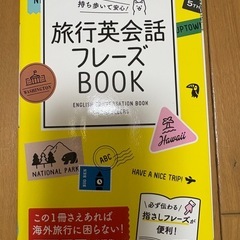 持ち歩いて安心!
旅行英会話
フレーズ
BOOK
UPTOWN
WASHINGTON
Hawaii
ABC
NATIONAL PARK
HAVE A NICE TRIP!
必ず伝わる!
指さしフレーズが
便利!
この1冊さえあれば
海外旅行に困らない!